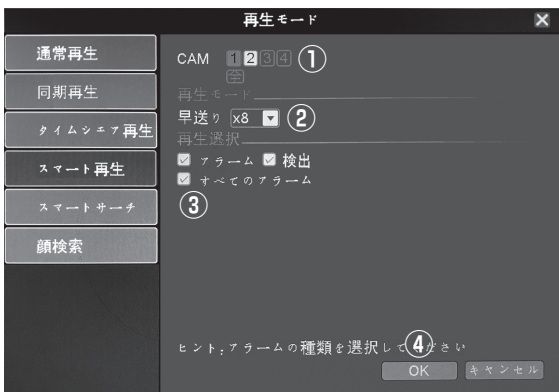 再生モード
通常再生
同期再生
タイムシェア再生
スマート再生
スマートサーチ
顔検索
CAM 1 2 3 4 ①
全
再生モード
早送り x8 ②
再生選択
アラーム 検出
すべてのアラーム
③
ヒント:アラームの種類を選択してください
④
OK キャンセル